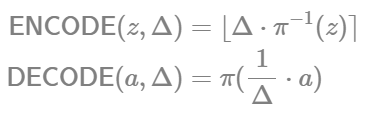 ENCODE(z, Δ) = ⌊Δ · π⁻¹(z)⌉
DECODE(a, Δ) = π(1/Δ · a)